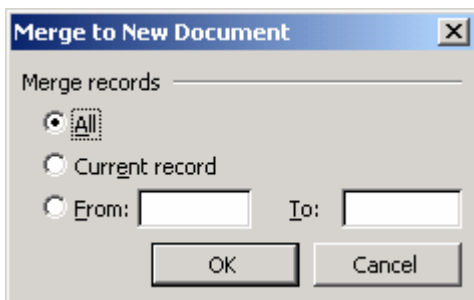 Merge to New Document
Merge records
All
Current record
From: To:
OK Cancel